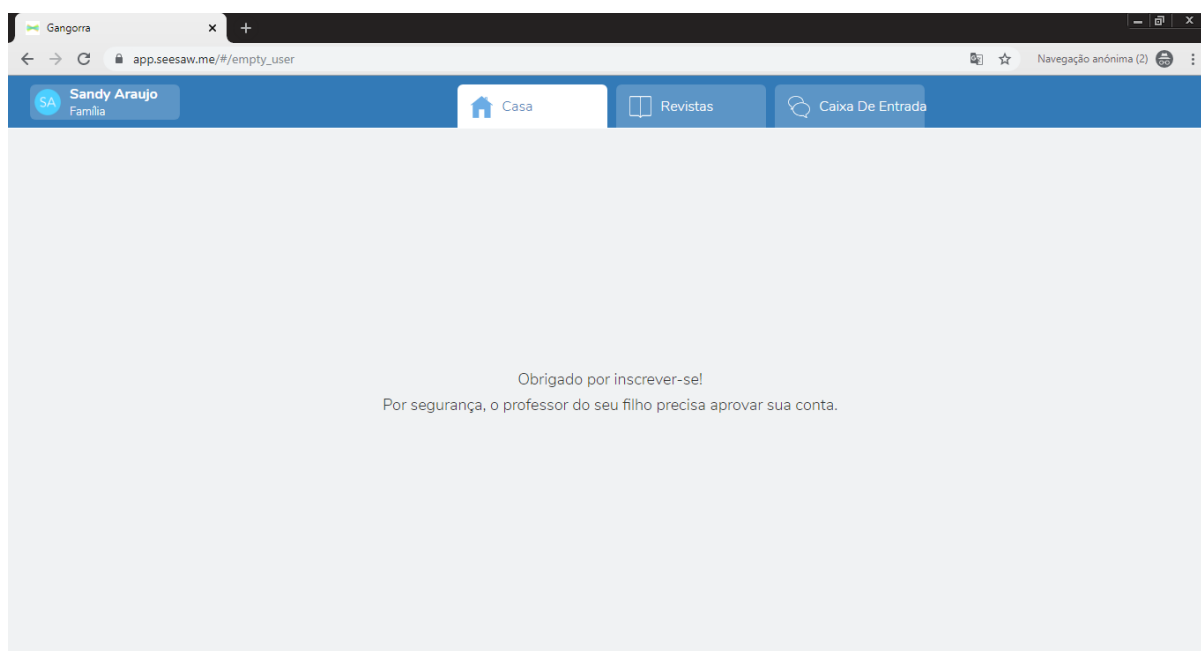 Gangorra
app.seesaw.me/#/empty_user
Navegação anónima (2)
SA
Sandy Araujo
Família
Casa
Revistas
Caixa De Entrada
Obrigado por inscrever-se!
Por segurança, o professor do seu filho precisa aprovar sua conta.